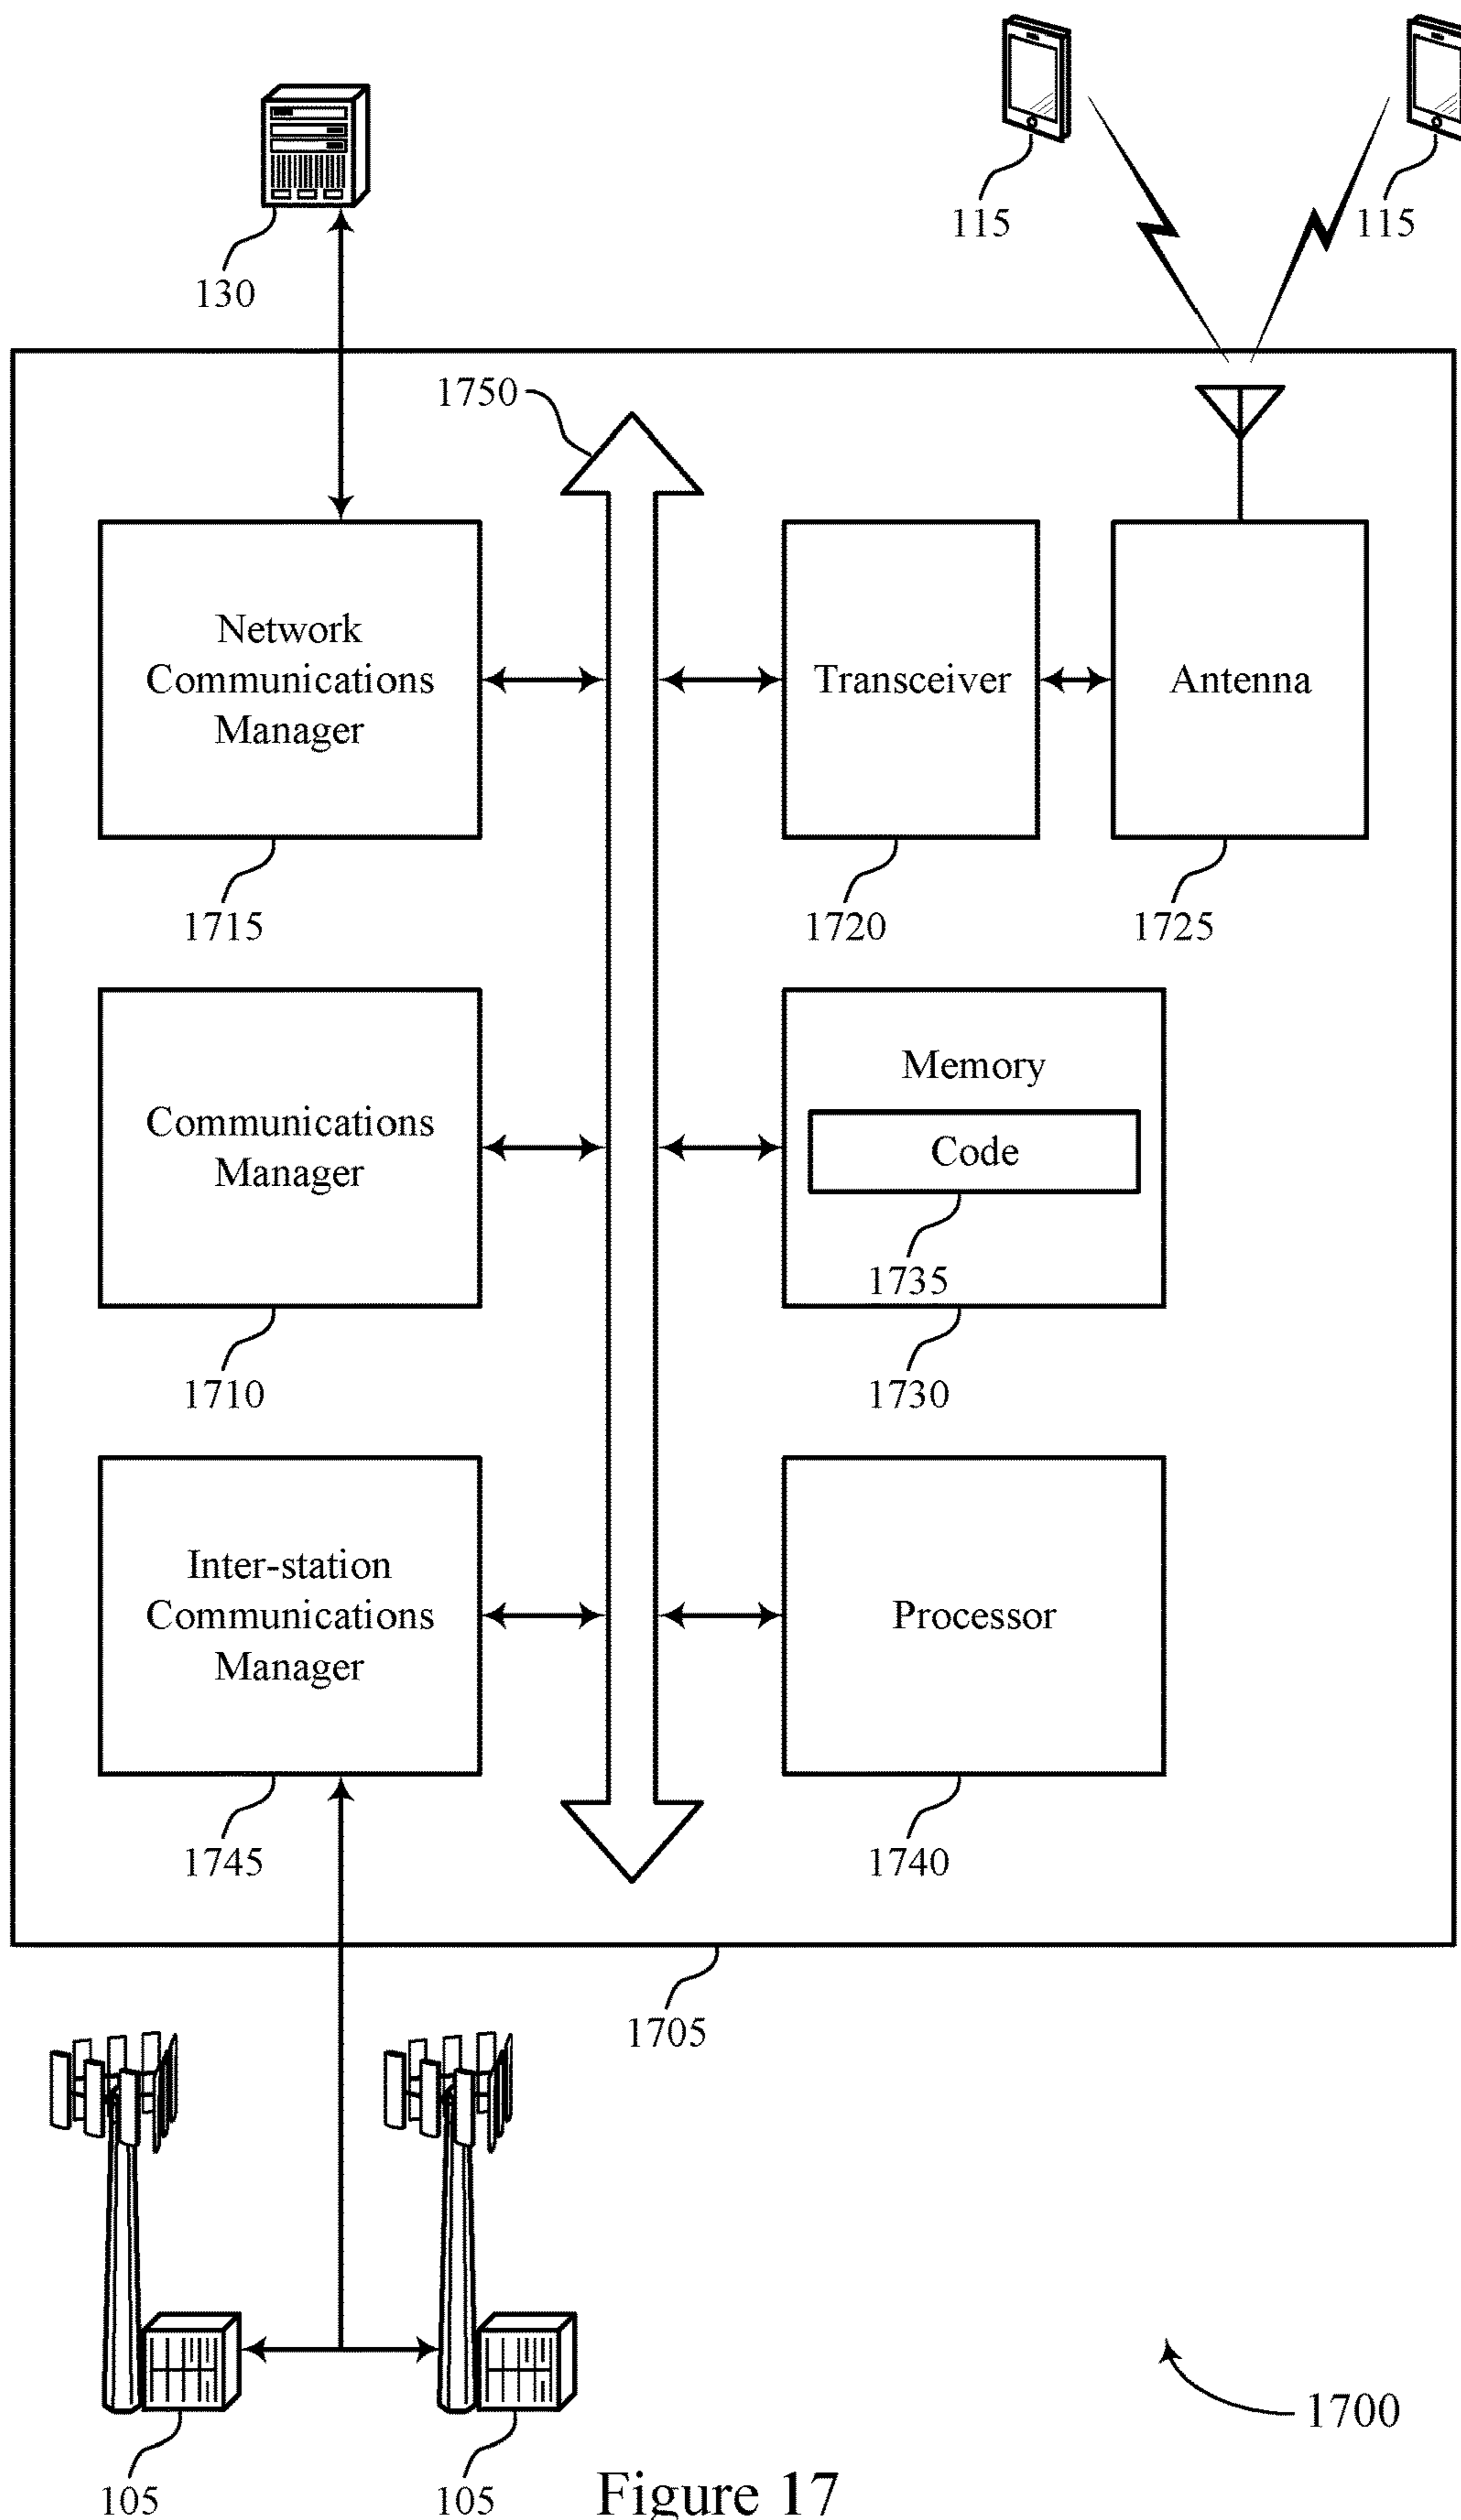 115
115
130
1750
Network
Communications
Manager
Transceiver
Antenna
1715
1720
1725
Communications
Manager
Memory
Code
1735
1710
1730
Inter-station
Communications
Manager
Processor
1745
1740
1705
1700
105
105
Figure 17